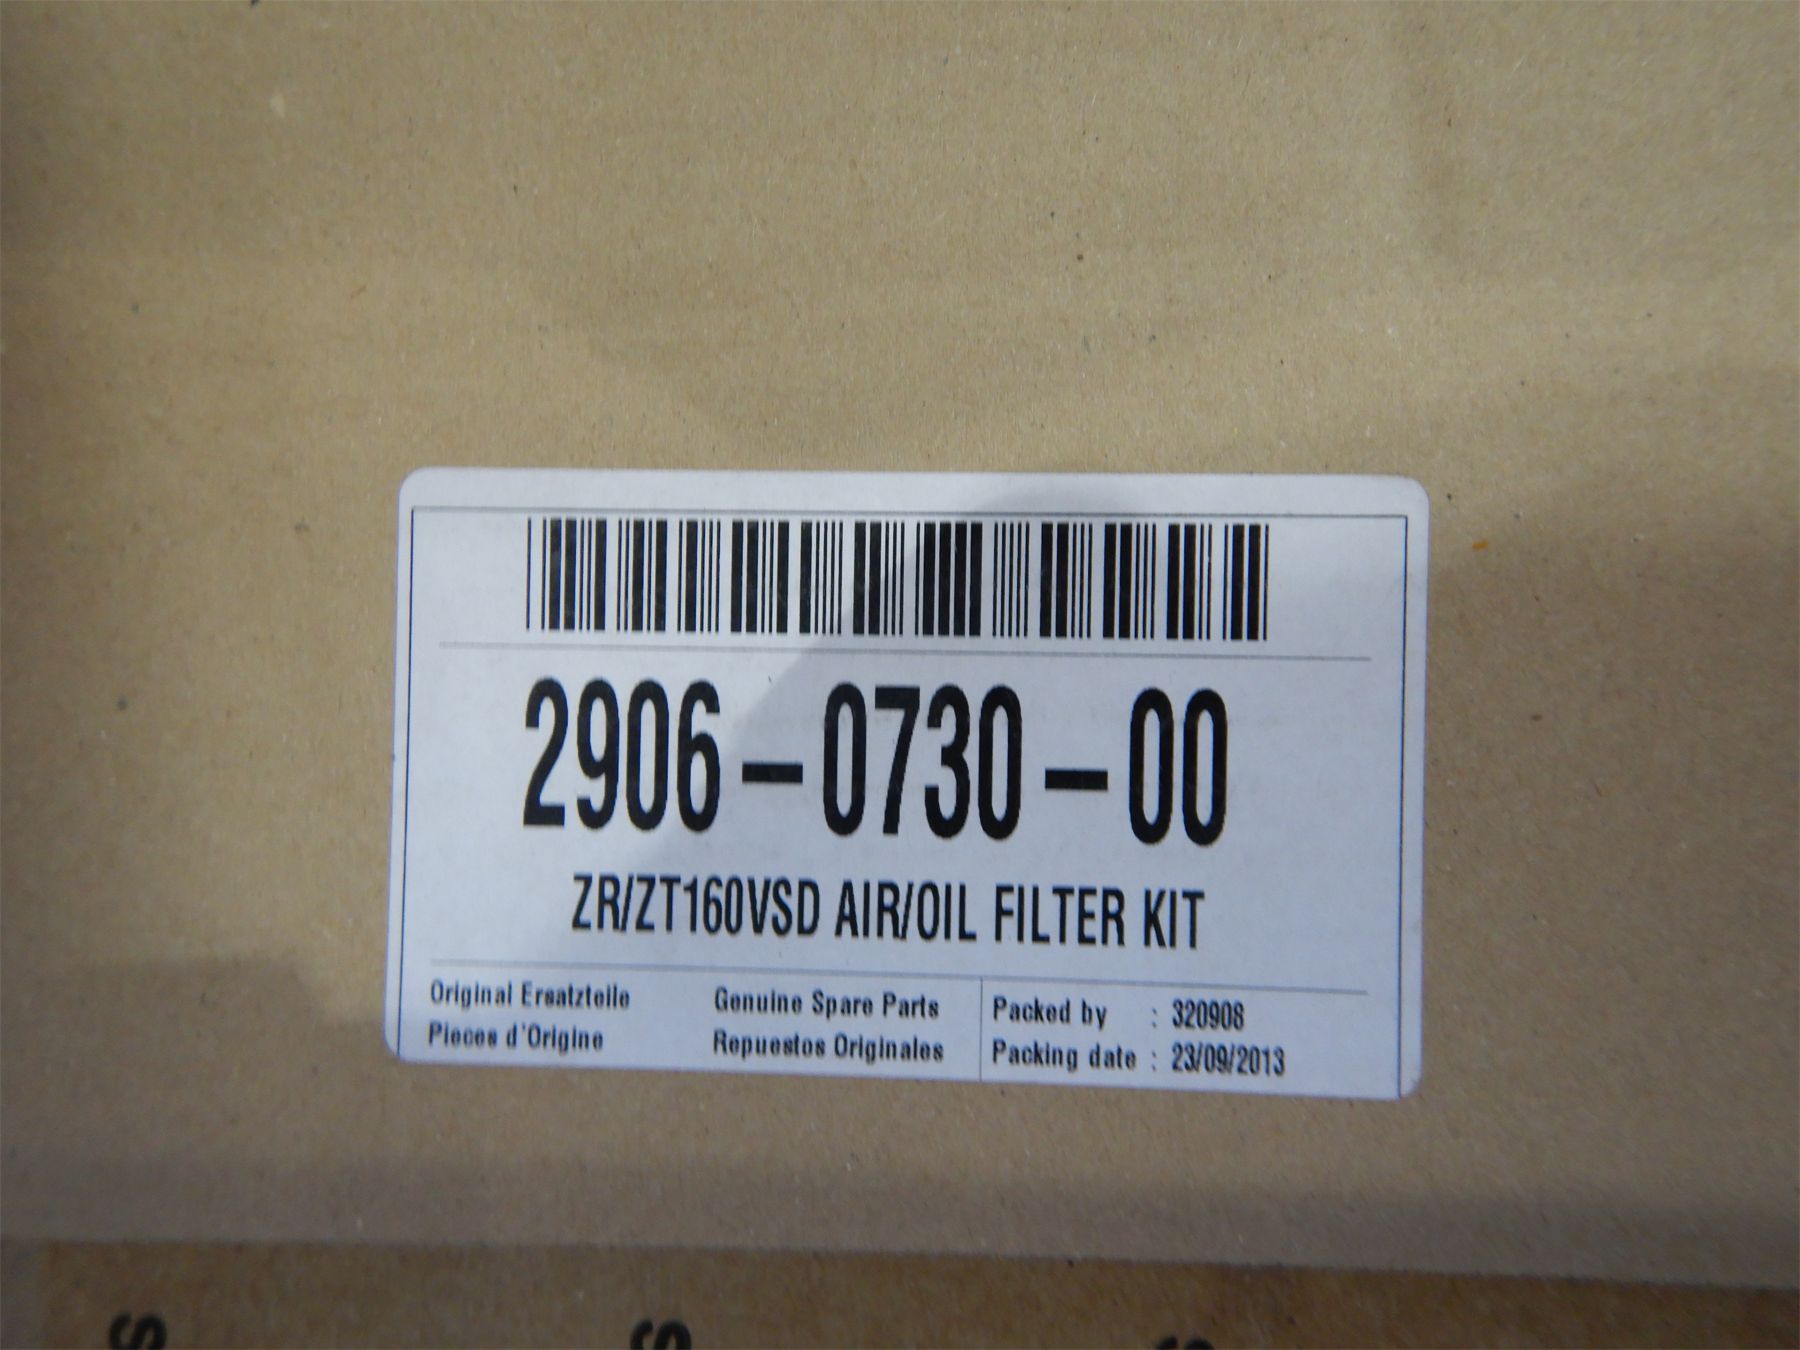 2906-0730-00
ZR/ZT160VSD AIR/OIL FILTER KIT
Original Ersatzteile Genuine Spare Parts
Pieces d'Origine Repuestos Originales
Packed by : 320908
Packing date : 23/09/2013
S S S